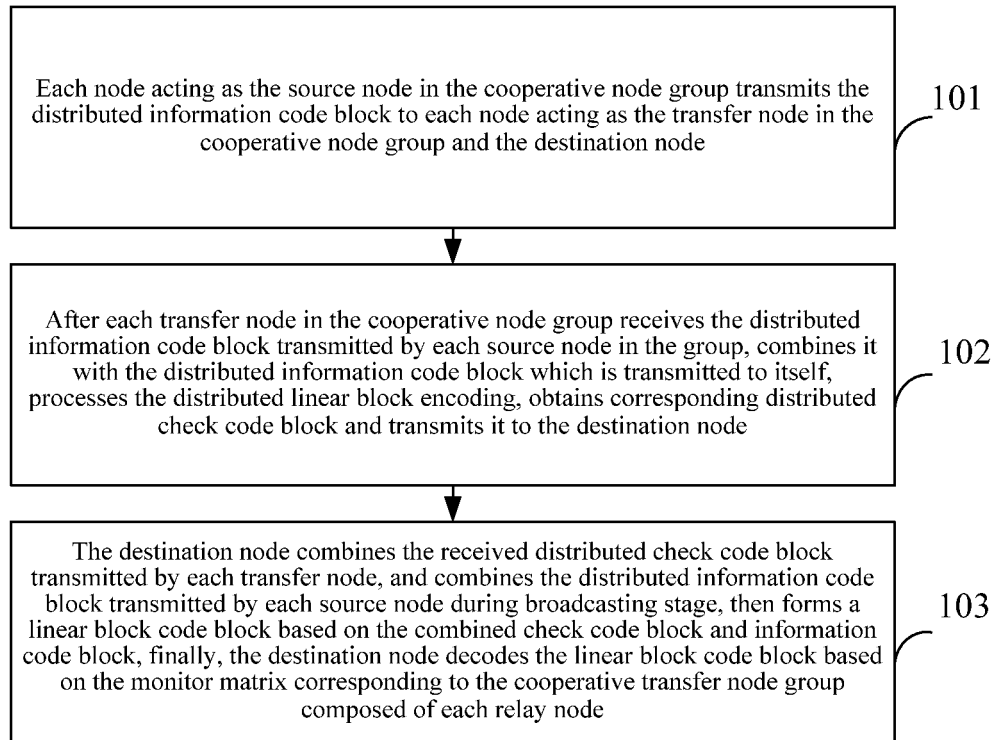 Each node acting as the source node in the cooperative node group transmits the
distributed information code block to each node acting as the transfer node in the
cooperative node group and the destination node
101
After each transfer node in the cooperative node group receives the distributed
information code block transmitted by each source node in the group, combines it
with the distributed information code block which is transmitted to itself,
processes the distributed linear block encoding, obtains corresponding distributed
check code block and transmits it to the destination node
102
The destination node combines the received distributed check code block
transmitted by each transfer node, and combines the distributed information code
block transmitted by each source node during broadcasting stage, then forms a
linear block code block based on the combined check code block and information
code block, finally, the destination node decodes the linear block code block based
on the monitor matrix corresponding to the cooperative transfer node group
composed of each relay node
103